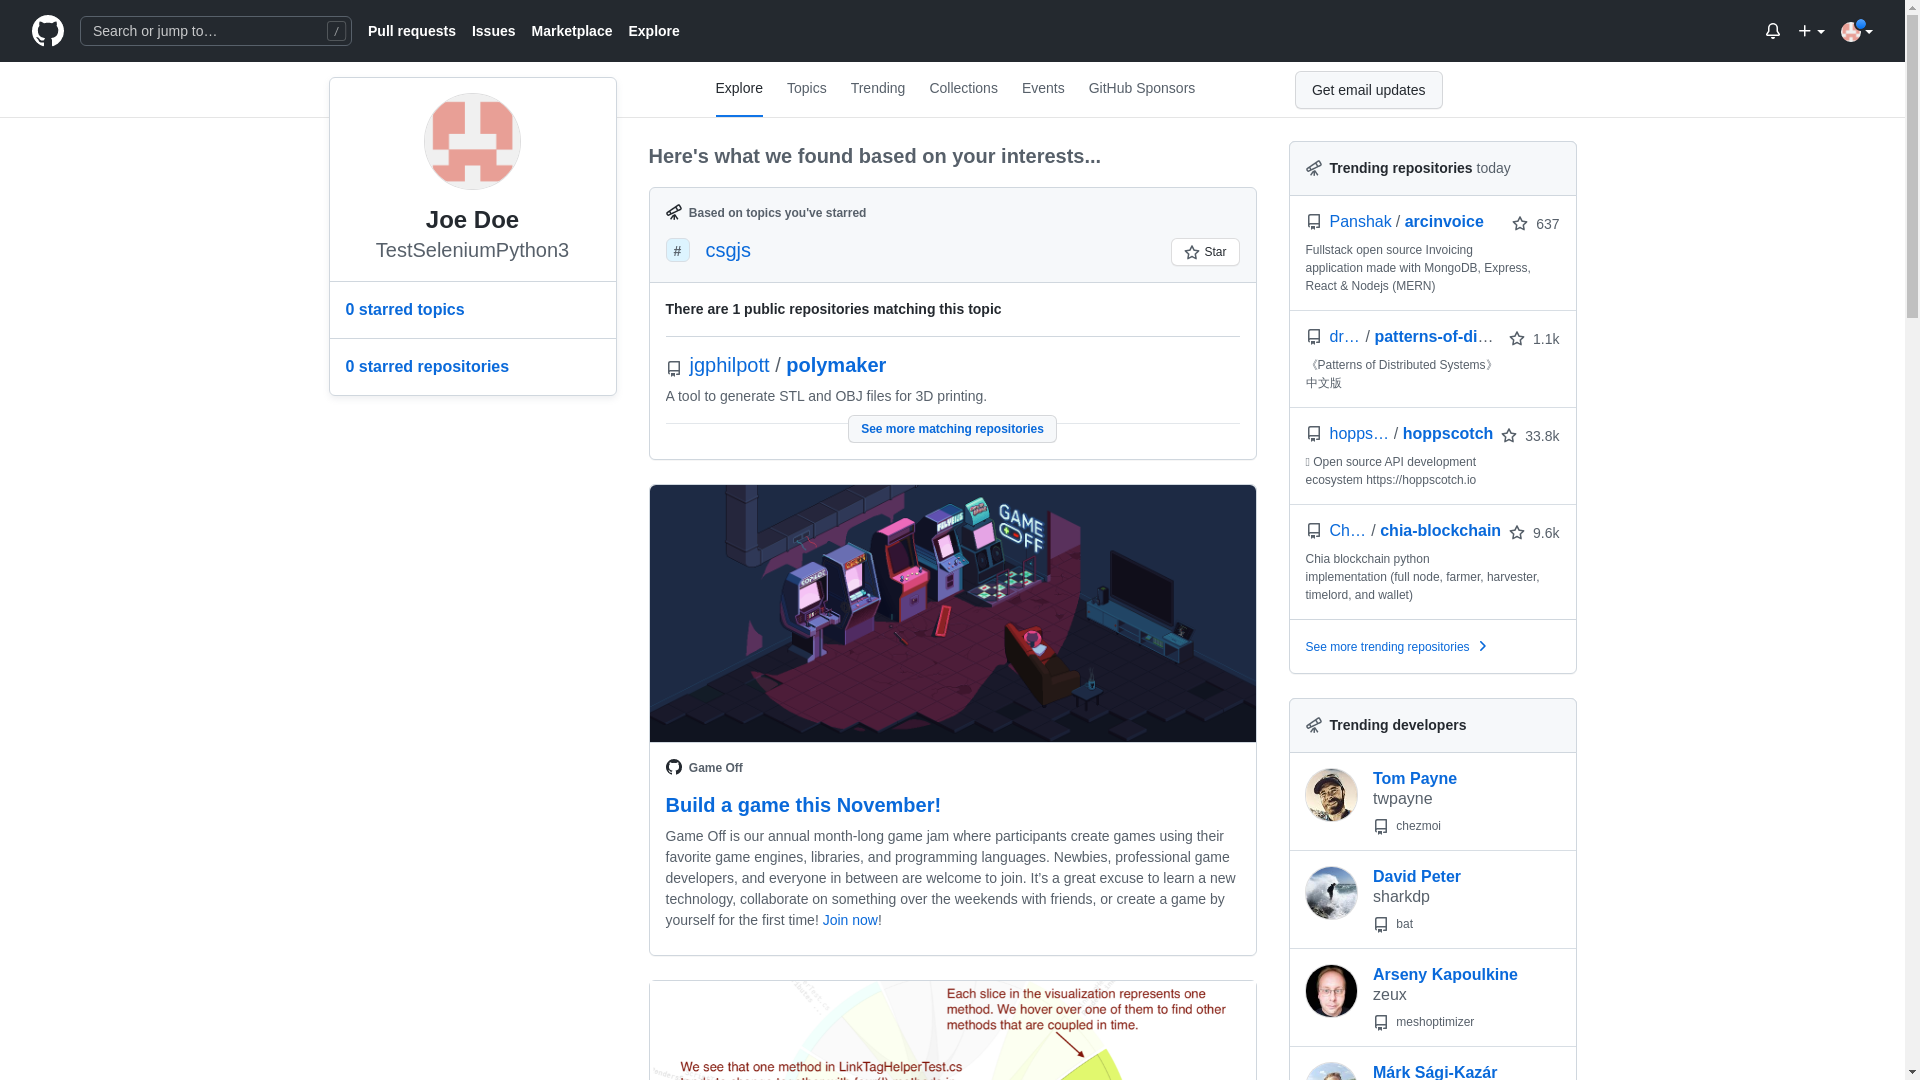 Search or jump to…
/
Pull requests
Issues
Marketplace
Explore
Explore
Topics
Trending
Collections
Events
GitHub Sponsors
Get email updates
Joe Doe
TestSeleniumPython3
0 starred topics
0 starred repositories
Here's what we found based on your interests...
Based on topics you've starred
# csgjs
Star
There are 1 public repositories matching this topic
jgphilpott / polymaker
A tool to generate STL and OBJ files for 3D printing.
See more matching repositories
GAME
OFF
Game Off
Build a game this November!
Game Off is our annual month-long game jam where participants create games using their
favorite game engines, libraries, and programming languages. Newbies, professional game
developers, and everyone in between are welcome to join. It's a great excuse to learn a new
technology, collaborate on something over the weekends with friends, or create a game by
yourself for the first time! Join now!
Each slice in the visualization represents one
method. We hover over one of them to find other
methods that are coupled in time.
We see that one method in LinkTagHelperTest.cs
Trending repositories today
Panshak / arcinvoice
637
Fullstack open source Invoicing
application made with MongoDB, Express,
React & Nodejs (MERN)
dr… / patterns-of-di…
1.1k
《Patterns of Distributed Systems》
中文版
hopps… / hoppscotch
33.8k
Open source API development
ecosystem https://hoppscotch.io
Ch… / chia-blockchain
9.6k
Chia blockchain python
implementation (full node, farmer, harvester,
timelord, and wallet)
See more trending repositories
Trending developers
Tom Payne
twpayne
chezmoi
David Peter
sharkdp
bat
Arseny Kapoulkine
zeux
meshoptimizer
Márk Sági-Kazár